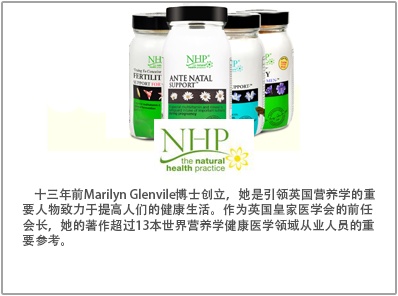 NHP
NHP
NHP
FERTILITY
SUPPORT FOR
ANTE NATAL
SUPPORT
NHP
the natural
health practice
十三年前Marilyn Glenvile博士创立，她是引领英国营养学的重
要人物致力于提高人们的健康生活。作为英国皇家医学会的前任
会长，她的著作超过13本世界营养学健康医学领域从业人员的重
要参考。